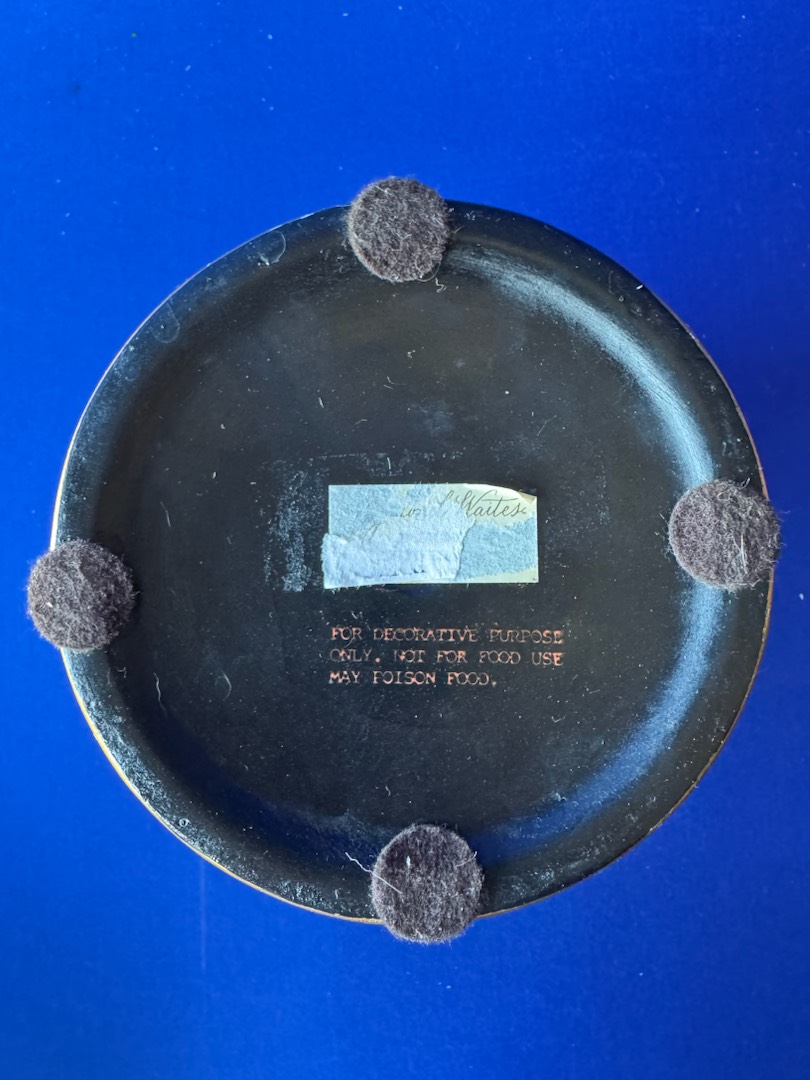 Waites
FOR DECORATIVE PURPOSE
ONLY. NOT FOR FOOD USE
MAY POISON FOOD.